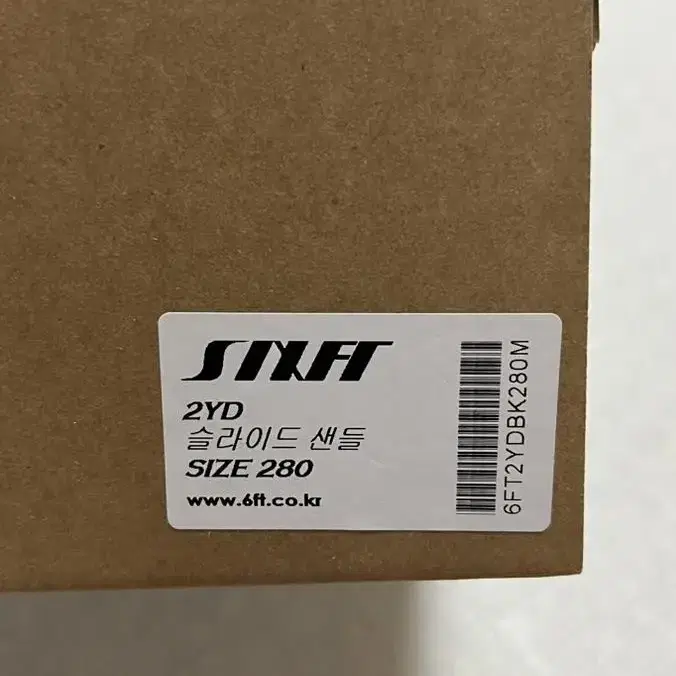 SIXFT
2YD
슬라이드 샌들
SIZE 280
www.6ft.co.kr
6FT2YDBK280M